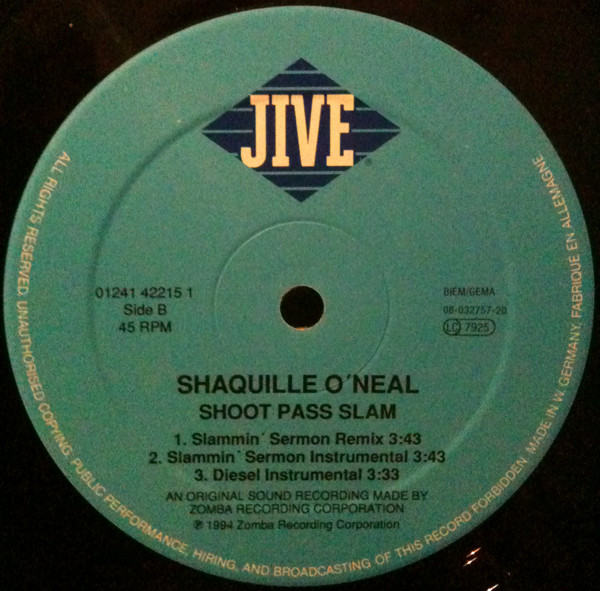 JIVE
®
01241 42215 1
Side B
45 RPM
BIEM/GEMA
08-032757-20
LC 7925
SHAQUILLE O´NEAL
SHOOT PASS SLAM
1. Slammin´ Sermon Remix 3:43
2. Slammin´ Sermon Instrumental 3:43
3. Diesel Instrumental 3:33
AN ORIGINAL SOUND RECORDING MADE BY
ZOMBA RECORDING CORPORATION
℗ 1994 Zomba Recording Corporation
ALL RIGHTS RESERVED. UNAUTHORISED COPYING, PUBLIC PERFORMANCE, HIRING, AND BROADCASTING OF THIS RECORD FORBIDDEN. MADE IN W. GERMANY, FABRIQUE EN ALLEMAGNE